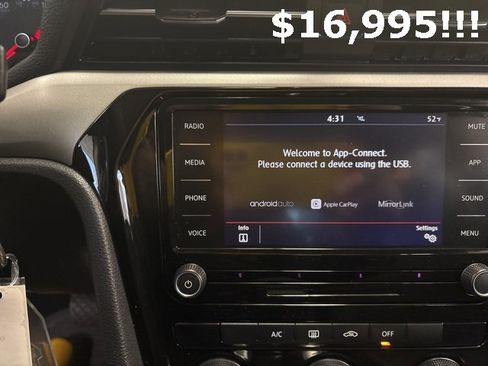 $16,995!!!
60
RADIO
4:31
52°F
MUTE
Welcome to App-Connect.
Please connect a device using the USB.
MEDIA
APP
PHONE
androidauto
Apple CarPlay
MirrorLink
SOUND
VOICE
Info
Settings
MENU
A/C
OFF